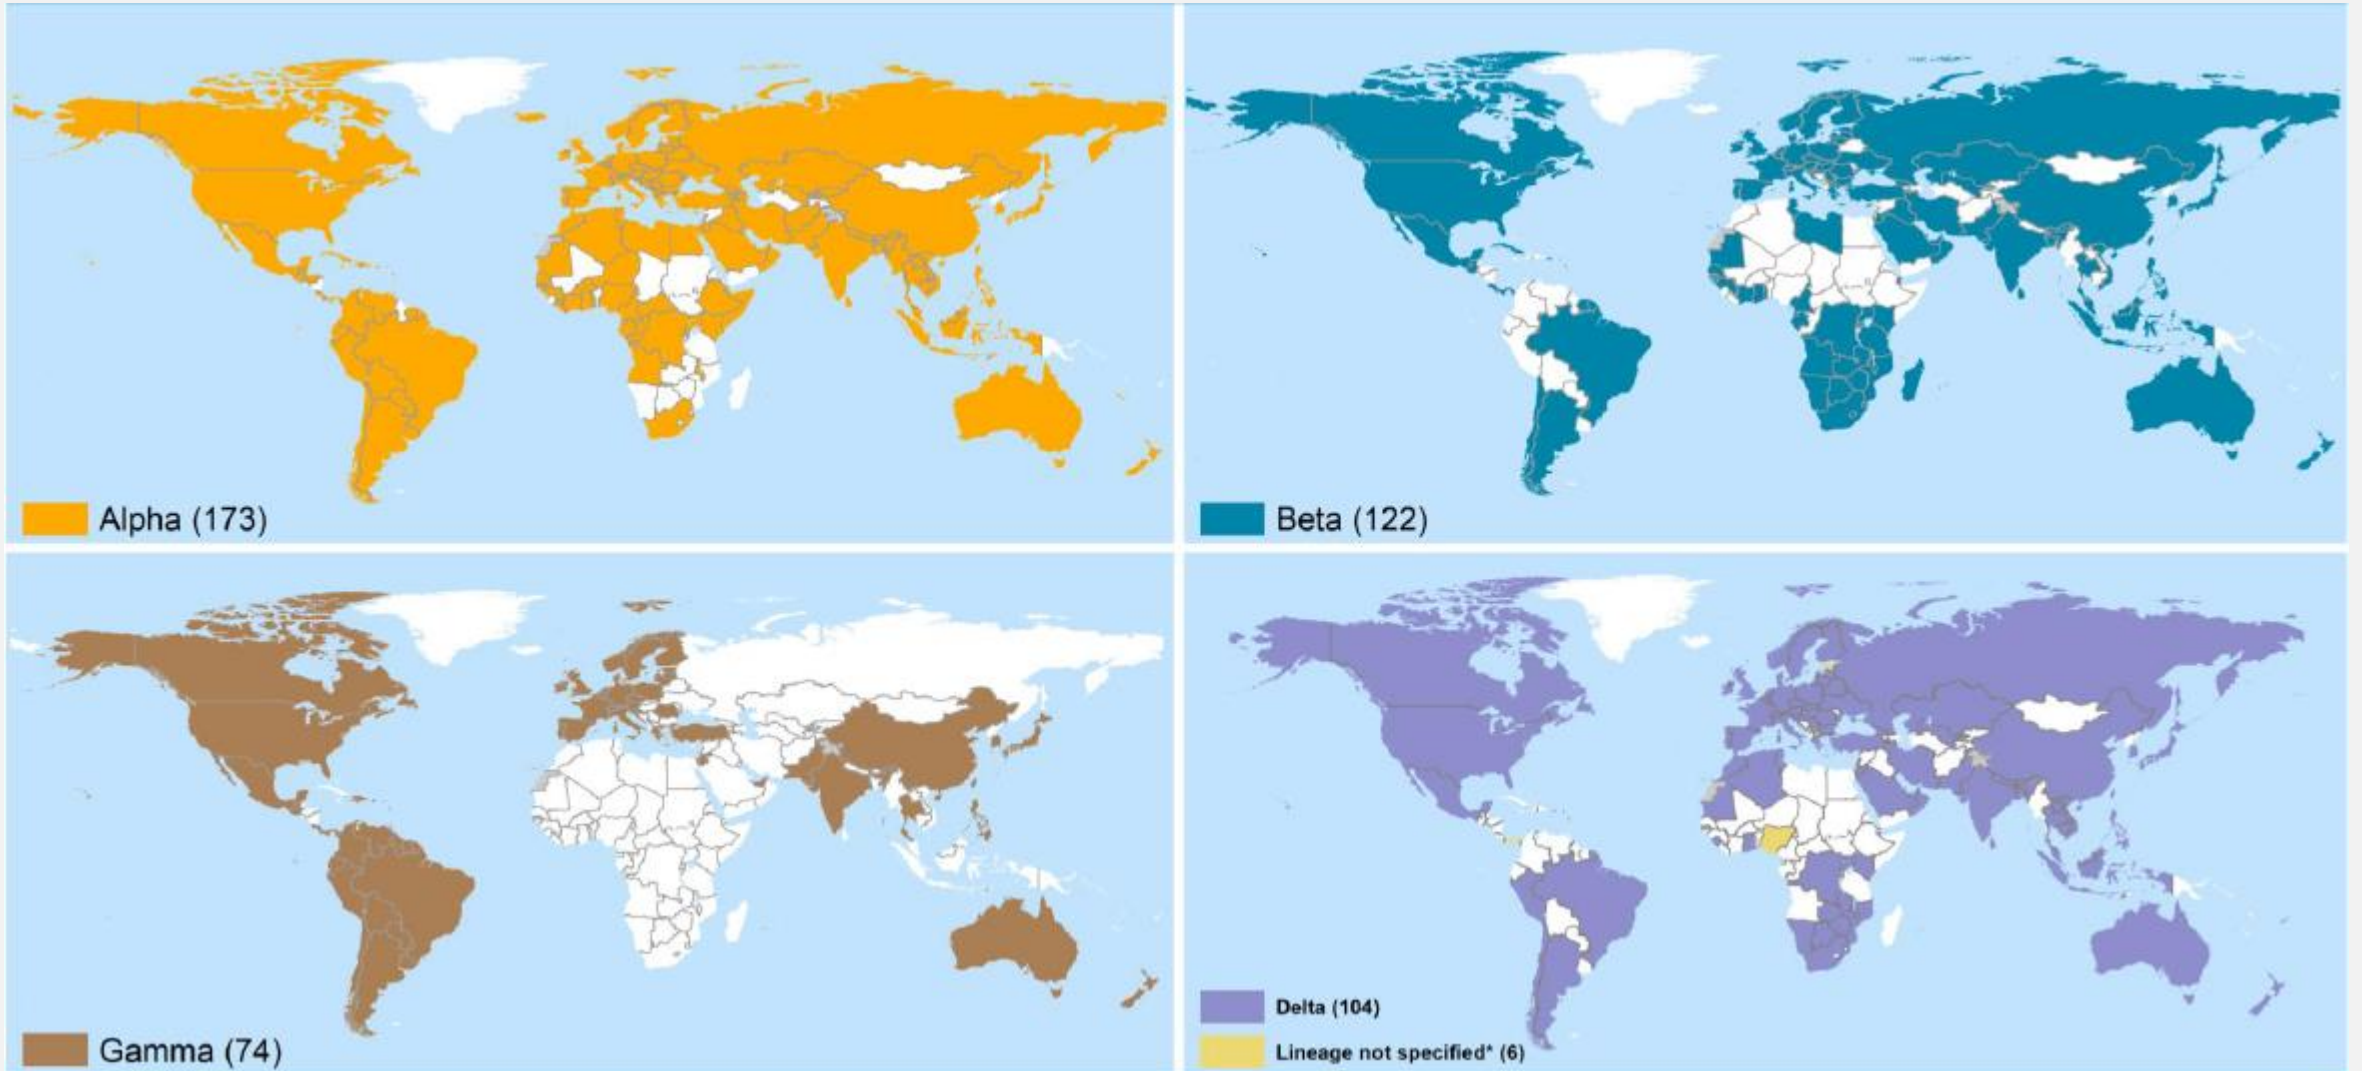 Alpha (173)
Beta (122)
Gamma (74)
Delta (104)
Lineage not specified* (6)